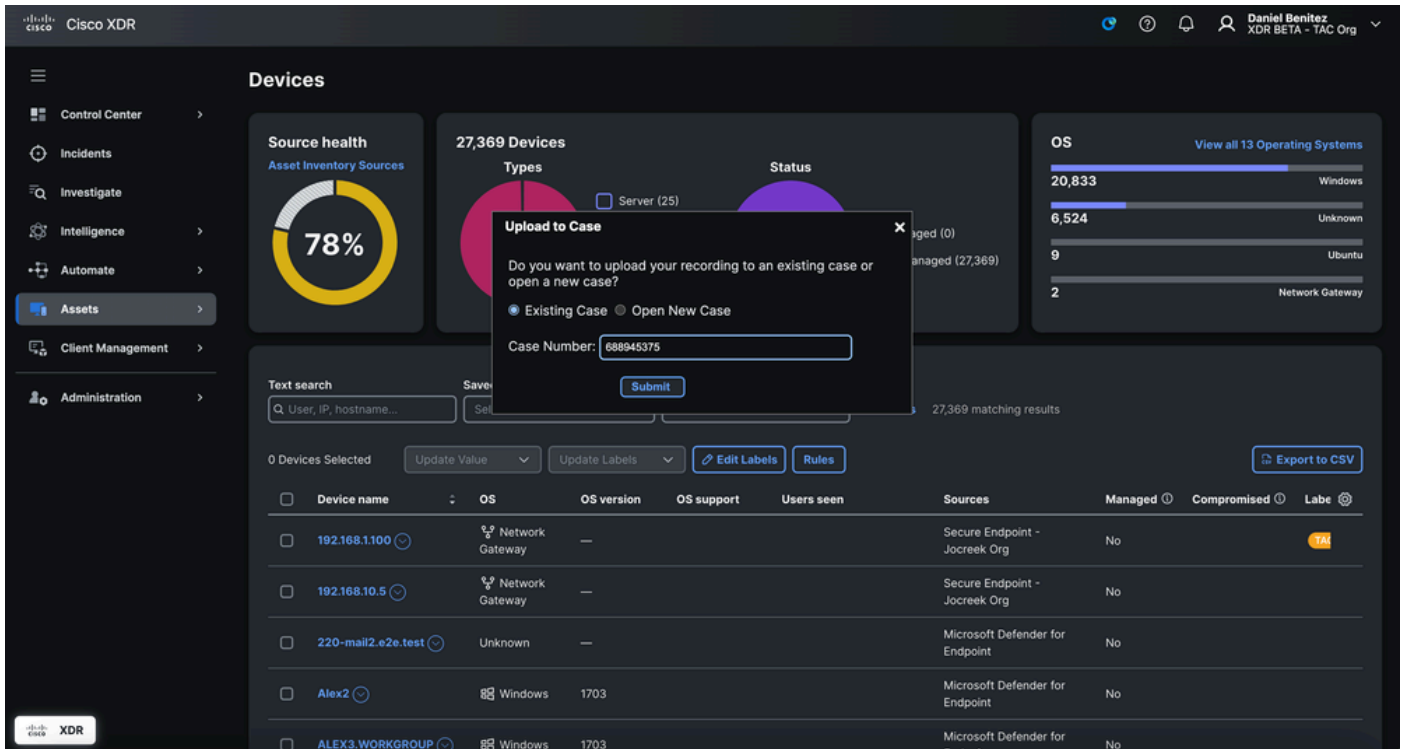 CISCO Cisco XDR
Daniel Benitez
XDR BETA - TAC Org
Control Center
Incidents
Investigate
Intelligence
Automate
Assets
Client Management
Administration
Devices
Source health
Asset Inventory Sources
78%
27,369 Devices
Types
Server (25)
Status
aged (0)
anaged (27,369)
OS
View all 13 Operating Systems
20,833 Windows
6,524 Unknown
9 Ubuntu
2 Network Gateway
Upload to Case
Do you want to upload your recording to an existing case or
open a new case?
Existing Case Open New Case
Case Number: 688945375
Submit
Text search
Save
User, IP, hostname...
Sel
s 27,369 matching results
0 Devices Selected Update Value Update Labels Edit Labels Rules Export to CSV
Device name OS OS version OS support Users seen Sources Managed Compromised Labe
192.168.1.100 Network Gateway — Secure Endpoint - Jocreek Org No TAC
192.168.10.5 Network Gateway — Secure Endpoint - Jocreek Org No
220-mail2.e2e.test Unknown — Microsoft Defender for Endpoint No
Alex2 Windows 1703 Microsoft Defender for Endpoint No
ALEX3.WORKGROUP Windows 1703 Microsoft Defender for No
CISCO XDR